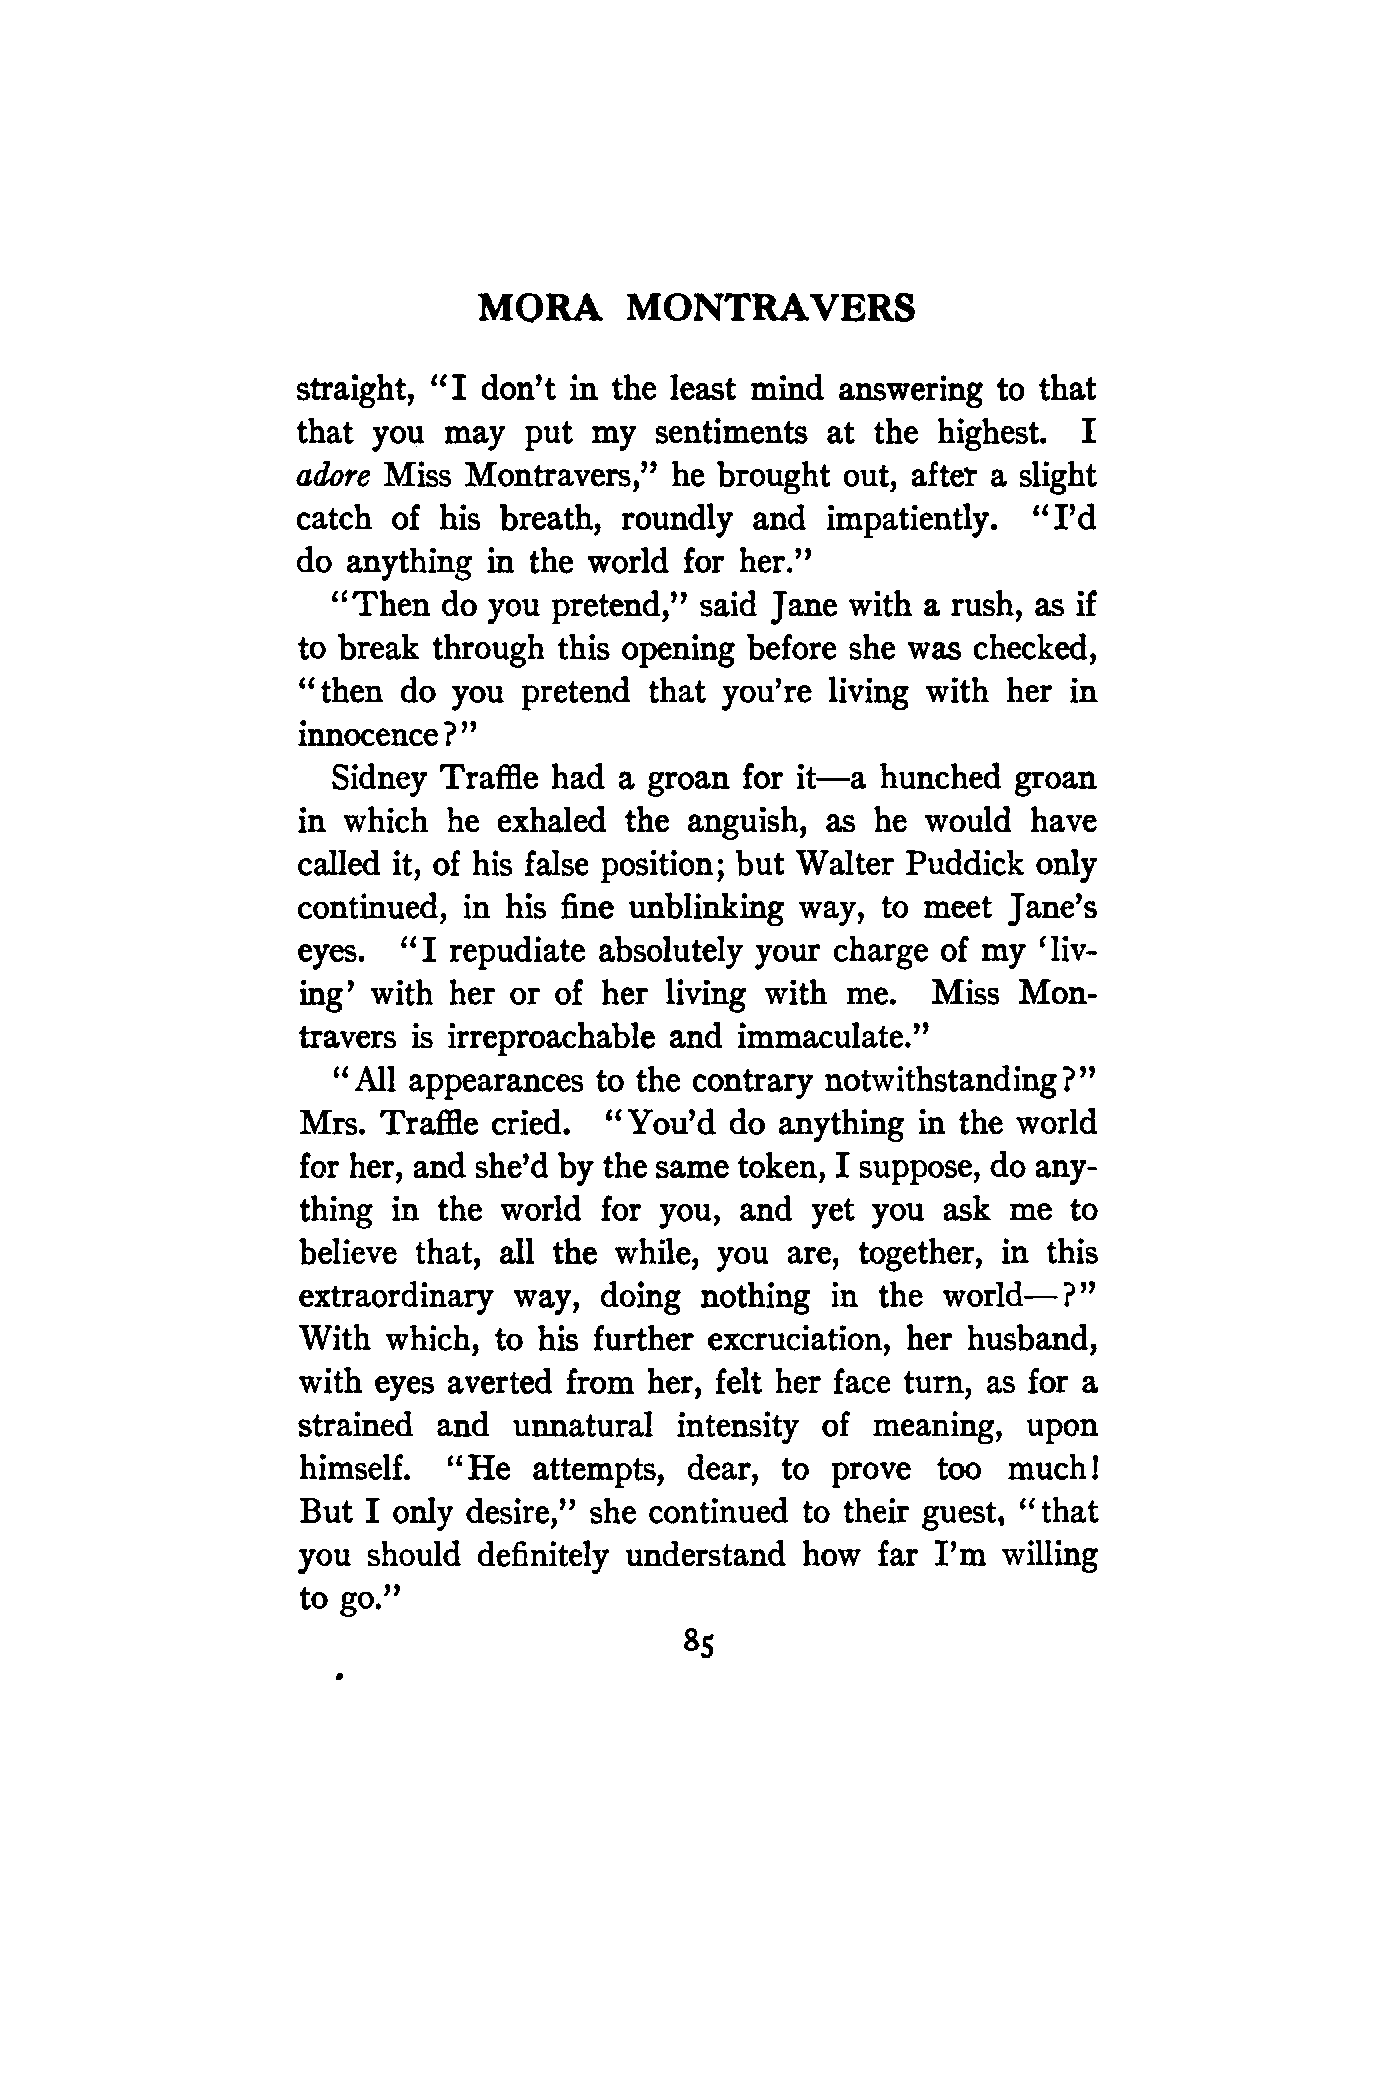 MORA MONTRAVERS
straight, “I don’t in the least mind answering to that
that you may put my sentiments at the highest. I
adore Miss Montravers,” he brought out, after a slight
catch of his breath, roundly and impatiently. “I’d
do anything in the world for her.”
“Then do you pretend,” said Jane with a rush, as if
to break through this opening before she was checked,
“then do you pretend that you’re living with her in
innocence?”
Sidney Traffle had a groan for it—a hunched groan
in which he exhaled the anguish, as he would have
called it, of his false position; but Walter Puddick only
continued, in his fine unblinking way, to meet Jane’s
eyes. “I repudiate absolutely your charge of my ‘liv-
ing’ with her or of her living with me. Miss Mon-
travers is irreproachable and immaculate.”
“All appearances to the contrary notwithstanding?”
Mrs. Traffle cried. “You’d do anything in the world
for her, and she’d by the same token, I suppose, do any-
thing in the world for you, and yet you ask me to
believe that, all the while, you are, together, in this
extraordinary way, doing nothing in the world—?”
With which, to his further excruciation, her husband,
with eyes averted from her, felt her face turn, as for a
strained and unnatural intensity of meaning, upon
himself. “He attempts, dear, to prove too much!
But I only desire,” she continued to their guest, “that
you should definitely understand how far I’m willing
to go.”
85